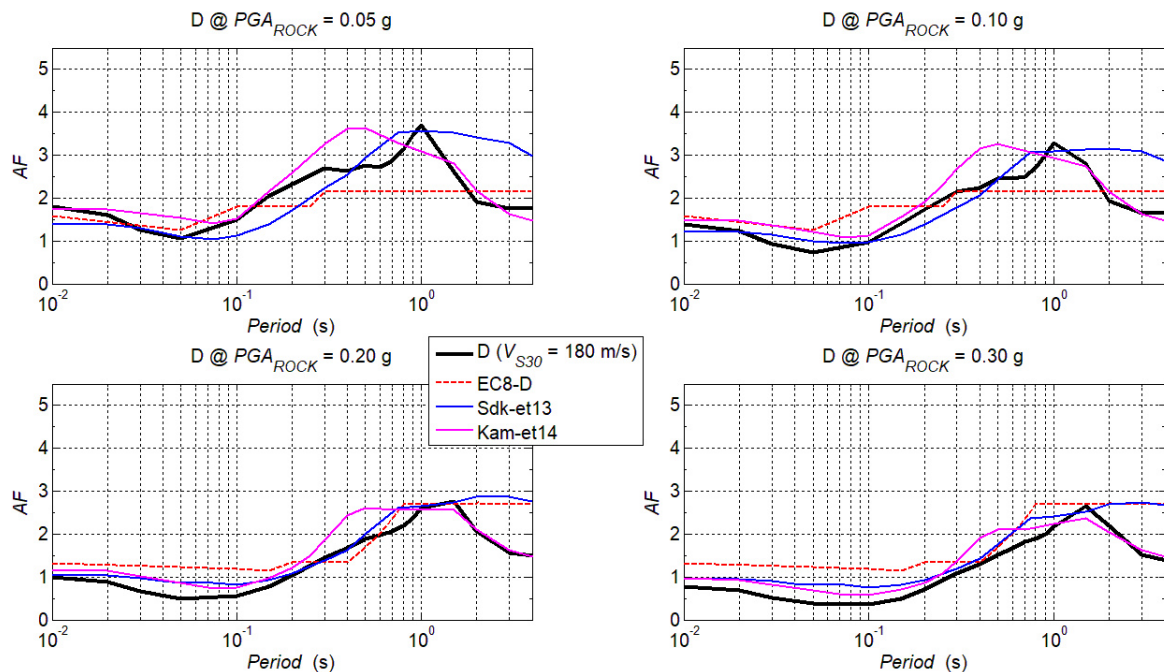 D @ PGA_ROCK = 0.05 g
5
4
3
2
1
0
AF
10^-2
10^-1
10^0
Period (s)
D @ PGA_ROCK = 0.10 g
5
4
3
2
1
0
AF
10^-2
10^-1
10^0
Period (s)
D (V_S30 = 180 m/s)
EC8-D
Sdk-et13
Kam-et14
D @ PGA_ROCK = 0.20 g
5
4
3
2
1
0
AF
10^-2
10^-1
10^0
Period (s)
D @ PGA_ROCK = 0.30 g
5
4
3
2
1
0
AF
10^-2
10^-1
10^0
Period (s)